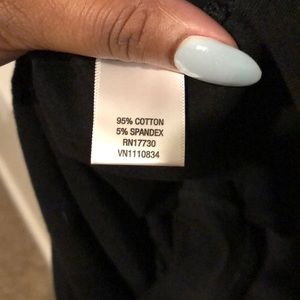 95% COTTON
5% SPANDEX
RN17730
VN1110834